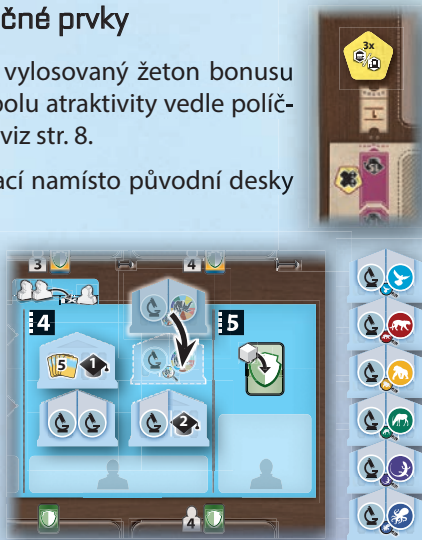 čné prvky
vylosovaný žeton bonusu
olu atraktivity vedle políč-
viz str. 8.
ací namísto původní desky
3x
3
4
4
5
5
1
2
4